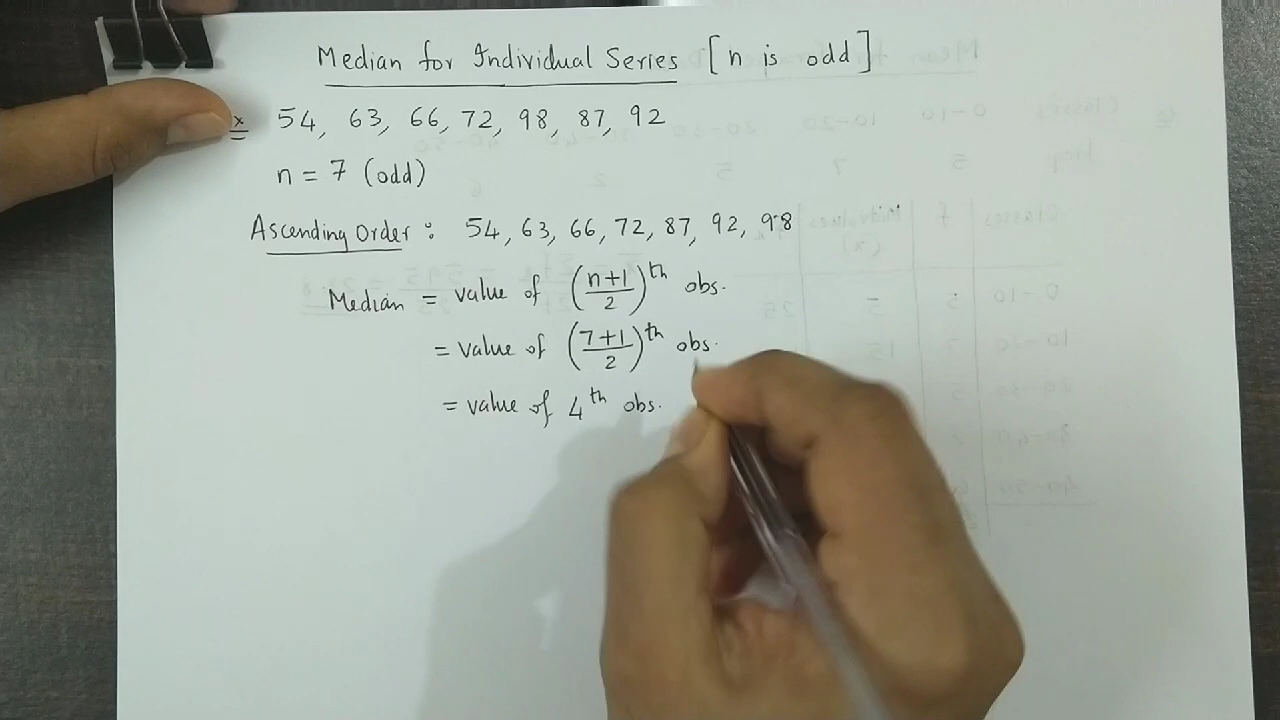 Median for Individual Series [n is odd]
x 54, 63, 66, 72, 98, 87, 92
n = 7 (odd)
Ascending Order : 54, 63, 66, 72, 87, 92, 98
Median = value of (n+1/2)th obs.
= value of (7+1/2)th obs.
= value of 4th obs.